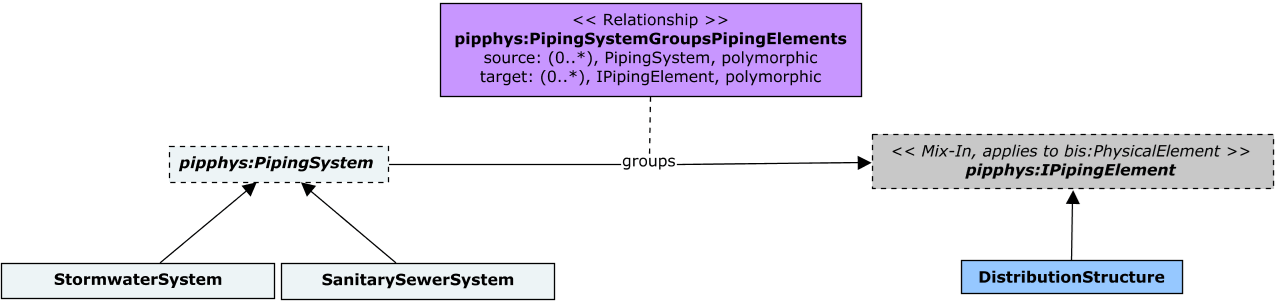 << Relationship >>
pipphys:PipingSystemGroupsPipingElements
source: (0..*), PipingSystem, polymorphic
target: (0..*), IPipingElement, polymorphic
pipphys:PipingSystem
groups
<< Mix-In, applies to bis:PhysicalElement >>
pipphys:IPipingElement
StormwaterSystem
SanitarySewerSystem
DistributionStructure